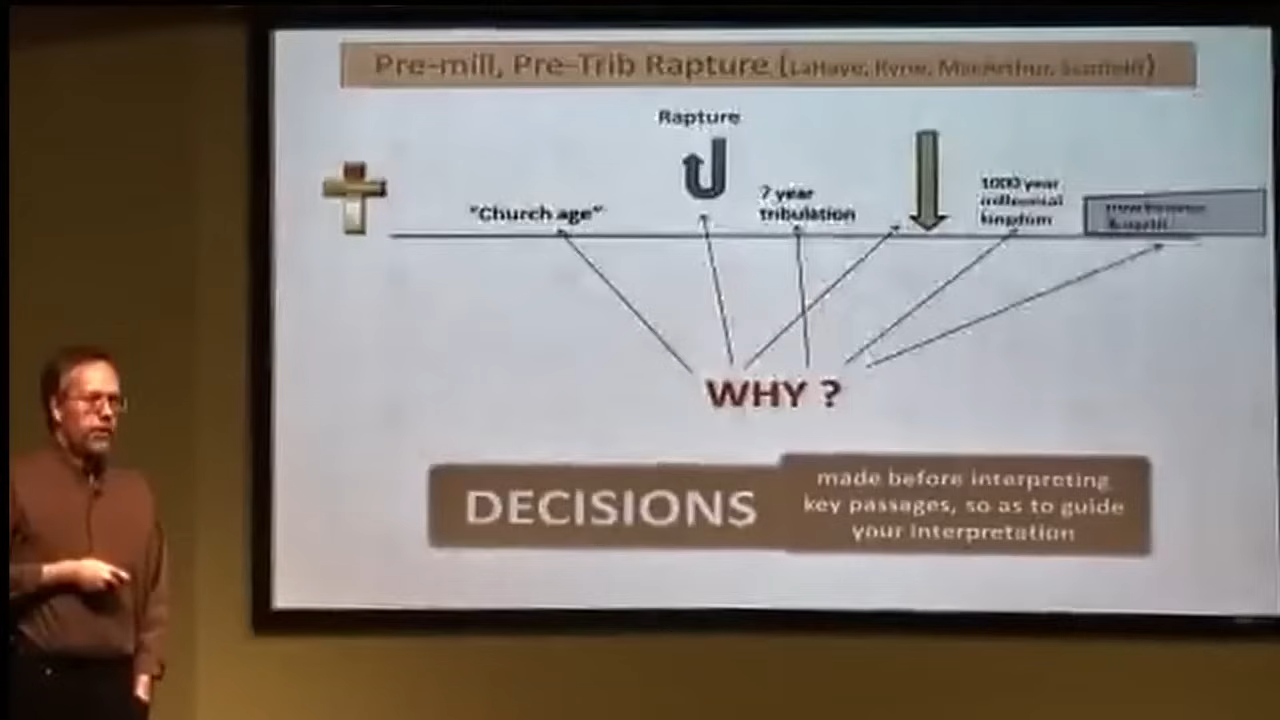 Pre-mill, Pre-Trib Rapture (LaHaye, Ryrie, MacArthur, Scofield)
Rapture
7 year
tribulation
1000 year
millennial
kingdom
"Church age"
WHY ?
DECISIONS
made before interpreting
key passages, so as to guide
your interpretation